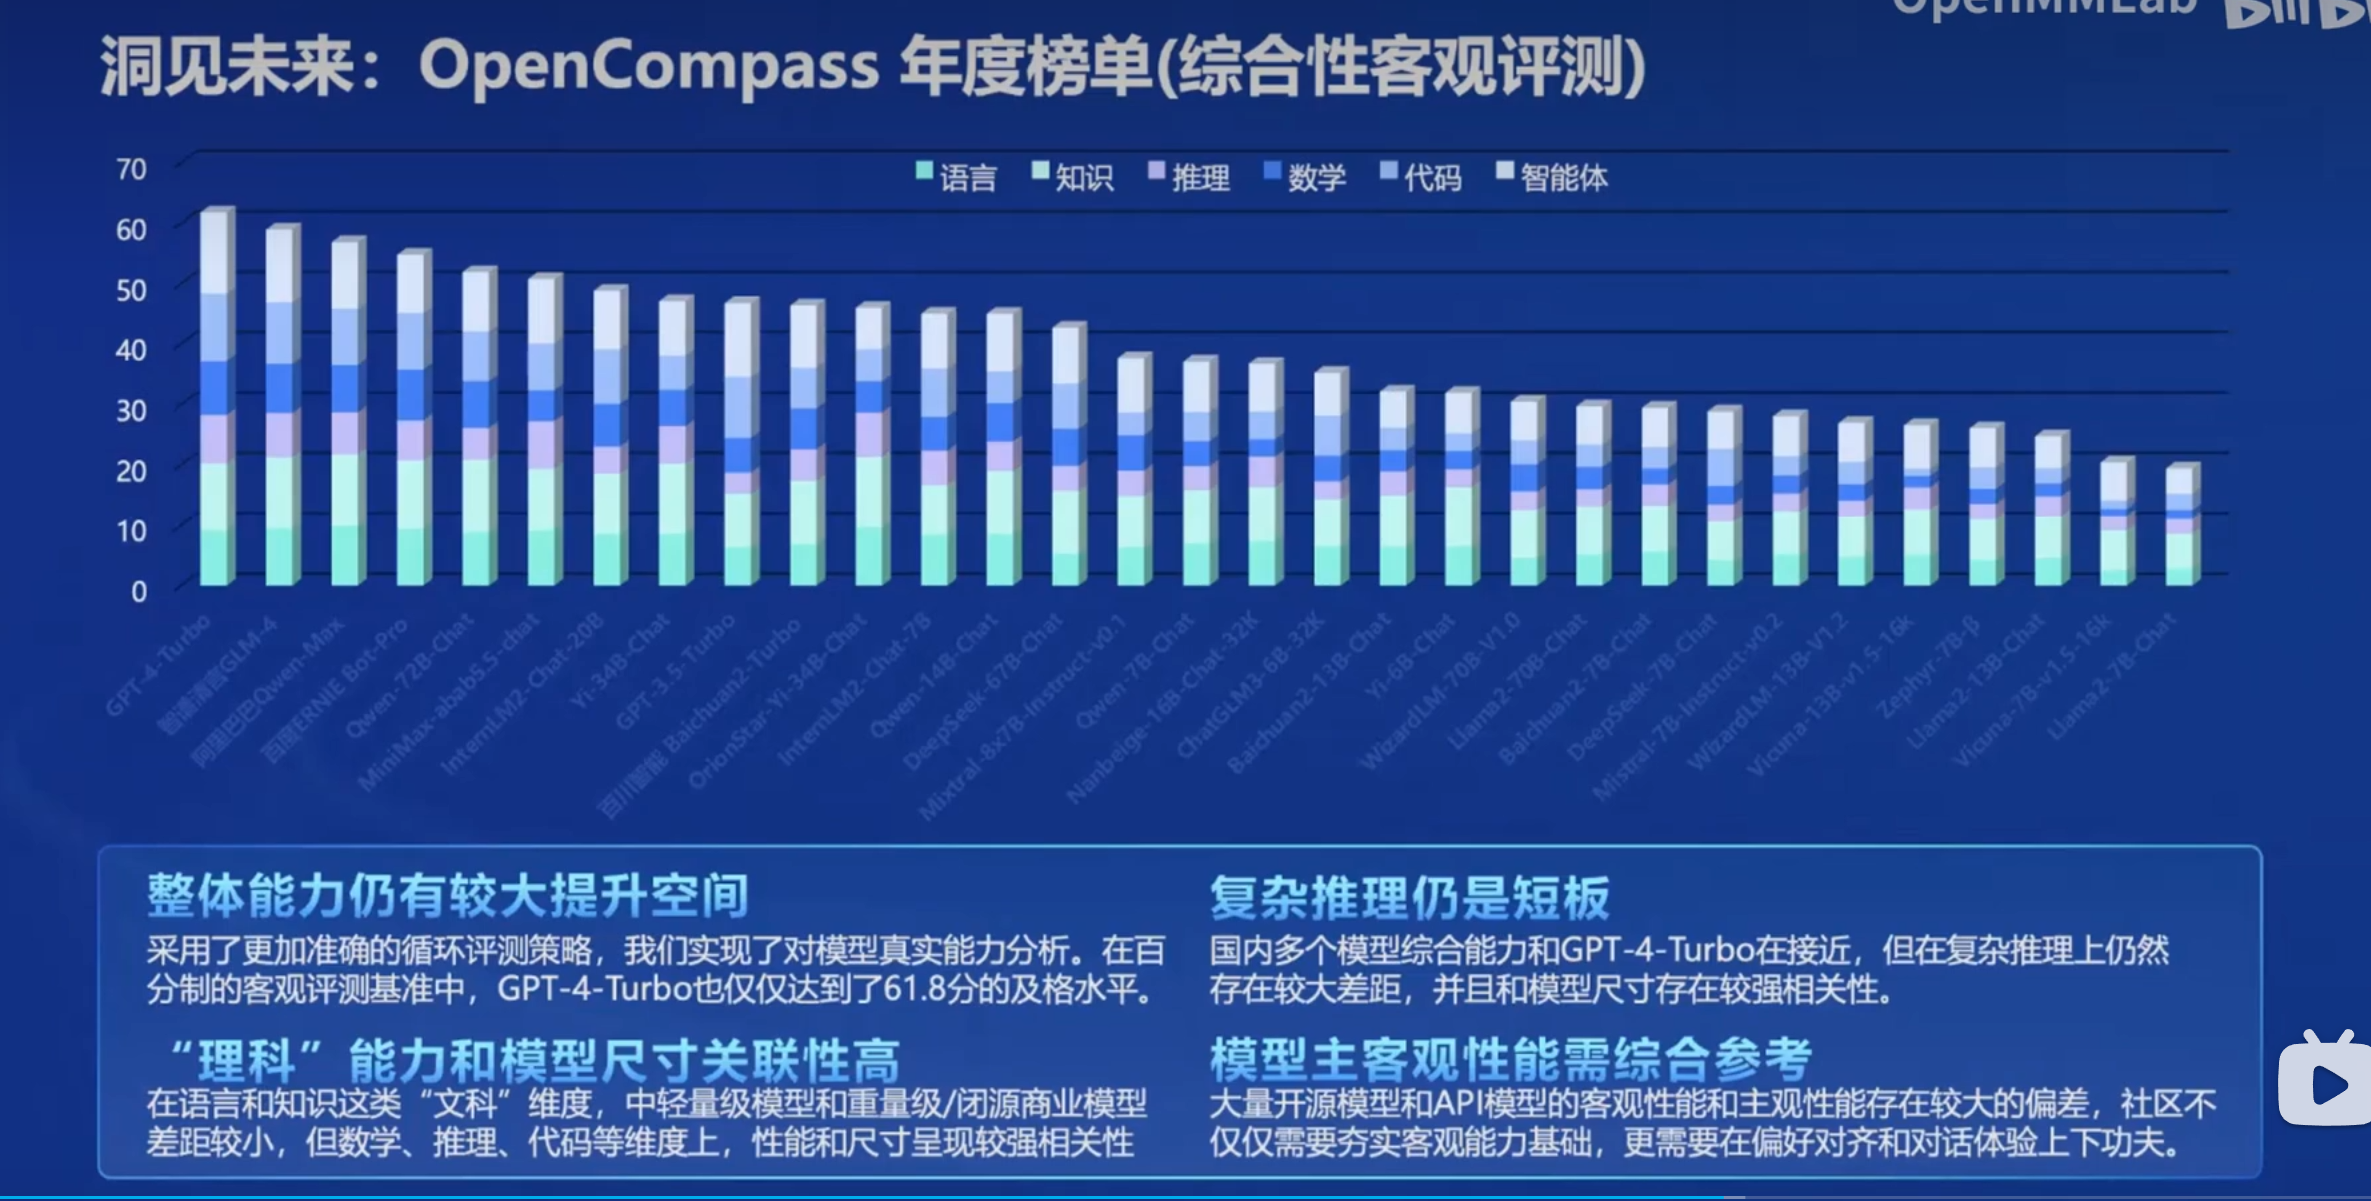 OpenMMLab
洞见未来：OpenCompass 年度榜单(综合性客观评测)
70
60
50
40
30
20
10
0
语言 知识 推理 数学 代码 智能体
GPT-4-Turbo
智谱清言GLM-4
阿里巴巴Qwen-Max
百度ERNIE Bot-Pro
Qwen-72B-Chat
MiniMax-abab5.5-chat
InternLM2-Chat-20B
Yi-34B-Chat
GPT-3.5-Turbo
百川智能 Baichuan2-Turbo
OrionStar-Yi-34B-Chat
InternLM2-Chat-7B
Qwen-14B-Chat
DeepSeek-67B-Chat
Mixtral-8x7B-Instruct-v0.1
Qwen-7B-Chat
Nanbeige-16B-Chat-32K
ChatGLM3-6B-32K
Baichuan2-13B-Chat
Yi-6B-Chat
WizardLM-70B-V1.0
Llama2-70B-Chat
Baichuan2-7B-Chat
DeepSeek-7B-Chat
Mistral-7B-Instruct-v0.2
WizardLM-13B-V1.2
Vicuna-13B-v1.5-16k
Zephyr-7B-β
Llama2-13B-Chat
Vicuna-7B-v1.5-16k
Llama2-7B-Chat
整体能力仍有较大提升空间
采用了更加准确的循环评测策略，我们实现了对模型真实能力分析。在百
分制的客观评测基准中，GPT-4-Turbo也仅仅达到了61.8分的及格水平。
“理科”能力和模型尺寸关联性高
在语言和知识这类“文科”维度，中轻量级模型和重量级/闭源商业模型
差距较小，但数学、推理、代码等维度上，性能和尺寸呈现较强相关性
复杂推理仍是短板
国内多个模型综合能力和GPT-4-Turbo在接近，但在复杂推理上仍然
存在较大差距，并且和模型尺寸存在较强相关性。
模型主客观性能需综合参考
大量开源模型和API模型的客观性能和主观性能存在较大的偏差，社区不
仅仅需要夯实客观能力基础，更需要在偏好对齐和对话体验上下功夫。